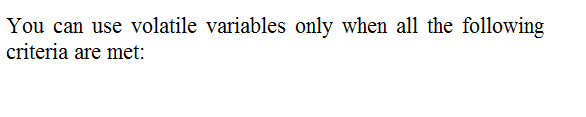 You can use volatile variables only when all the following
criteria are met: